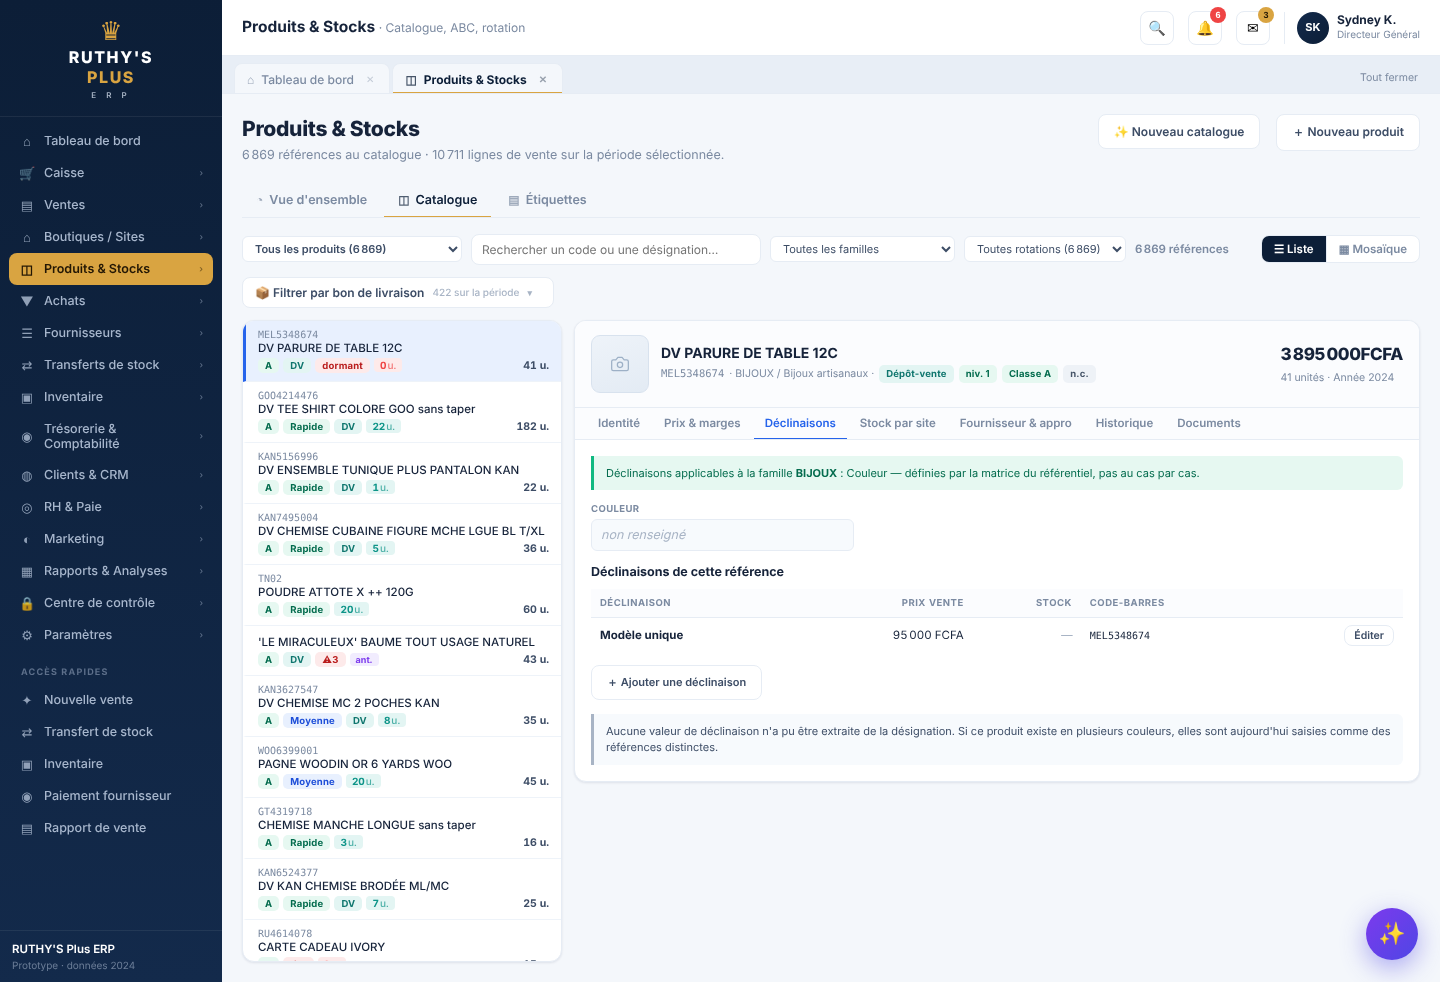 RUTHY'S
PLUS
E R P
Tableau de bord
Caisse
Ventes
Boutiques / Sites
Produits & Stocks
Achats
Fournisseurs
Transferts de stock
Inventaire
Trésorerie &
Comptabilité
Clients & CRM
RH & Paie
Marketing
Rapports & Analyses
Centre de contrôle
Paramètres
ACCÈS RAPIDES
Nouvelle vente
Transfert de stock
Inventaire
Paiement fournisseur
Rapport de vente
RUTHY'S Plus ERP
Prototype · données 2024
Produits & Stocks · Catalogue, ABC, rotation
6
3
SK
Sydney K.
Directeur Général
Tableau de bord ×
Produits & Stocks ×
Tout fermer
Produits & Stocks
6 869 références au catalogue · 10 711 lignes de vente sur la période sélectionnée.
✨ Nouveau catalogue
+ Nouveau produit
Vue d'ensemble
Catalogue
Étiquettes
Tous les produits (6 869)
Rechercher un code ou une désignation...
Toutes les familles
Toutes rotations (6 869)
6 869 références
Liste
Mosaïque
Filtrer par bon de livraison 422 sur la période
MEL5348674
DV PARURE DE TABLE 12C
A DV dormant 0 u. 41 u.
GOO4214476
DV TEE SHIRT COLORE GOO sans taper
A Rapide DV 22 u. 182 u.
KAN5156996
DV ENSEMBLE TUNIQUE PLUS PANTALON KAN
A Rapide DV 1 u. 22 u.
KAN7495004
DV CHEMISE CUBAINE FIGURE MCHE LGUE BL T/XL
A Rapide DV 5 u. 36 u.
TN02
POUDRE ATTOTE X ++ 120G
A Rapide 20 u. 60 u.
'LE MIRACULEUX' BAUME TOUT USAGE NATUREL
A DV ⚠3 ant. 43 u.
KAN3627547
DV CHEMISE MC 2 POCHES KAN
A Moyenne DV 8 u. 35 u.
WOO6399001
PAGNE WOODIN OR 6 YARDS WOO
A Moyenne 20 u. 45 u.
GT4319718
CHEMISE MANCHE LONGUE sans taper
A Rapide 3 u. 16 u.
KAN6524377
DV KAN CHEMISE BRODÉE ML/MC
A Rapide DV 7 u. 25 u.
RU4614078
CARTE CADEAU IVORY
DV PARURE DE TABLE 12C
MEL5348674 · BIJOUX / Bijoux artisanaux · Dépôt-vente niv. 1 Classe A n.c.
3 895 000FCFA
41 unités · Année 2024
Identité
Prix & marges
Déclinaisons
Stock par site
Fournisseur & appro
Historique
Documents
Déclinaisons applicables à la famille BIJOUX : Couleur — définies par la matrice du référentiel, pas au cas par cas.
COULEUR
non renseigné
Déclinaisons de cette référence
DÉCLINAISON PRIX VENTE STOCK CODE-BARRES
Modèle unique 95 000 FCFA — MEL5348674 Éditer
+ Ajouter une déclinaison
Aucune valeur de déclinaison n'a pu être extraite de la désignation. Si ce produit existe en plusieurs couleurs, elles sont aujourd'hui saisies comme des
références distinctes.